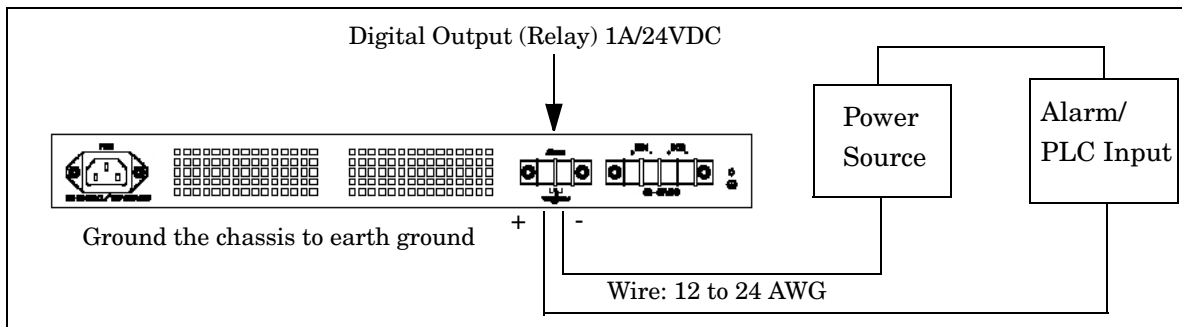 Digital Output (Relay) 1A/24VDC
Power
Source
Alarm/
PLC Input
Ground the chassis to earth ground
+ -
Wire: 12 to 24 AWG